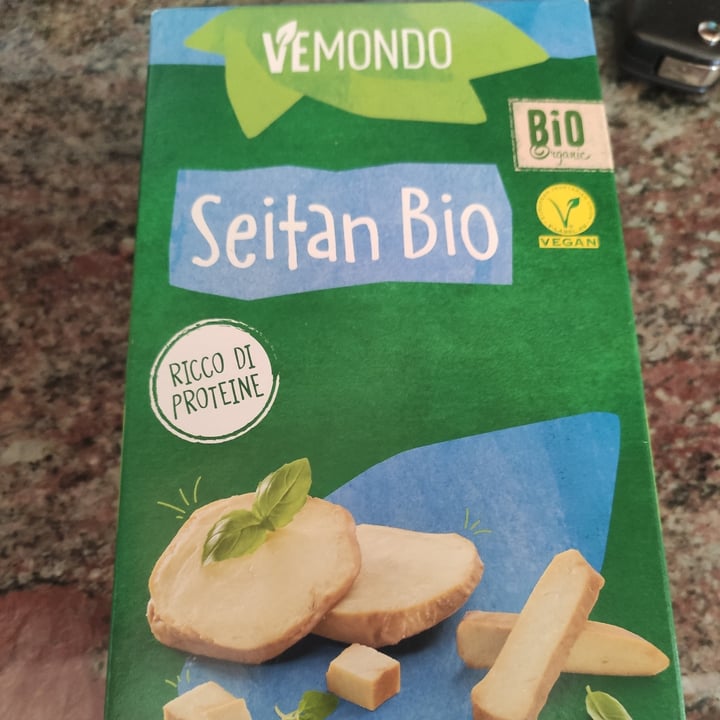 VEMONDO
BiO
Organic
Seitan Bio
VEGAN
RICCO DI
PROTEINE